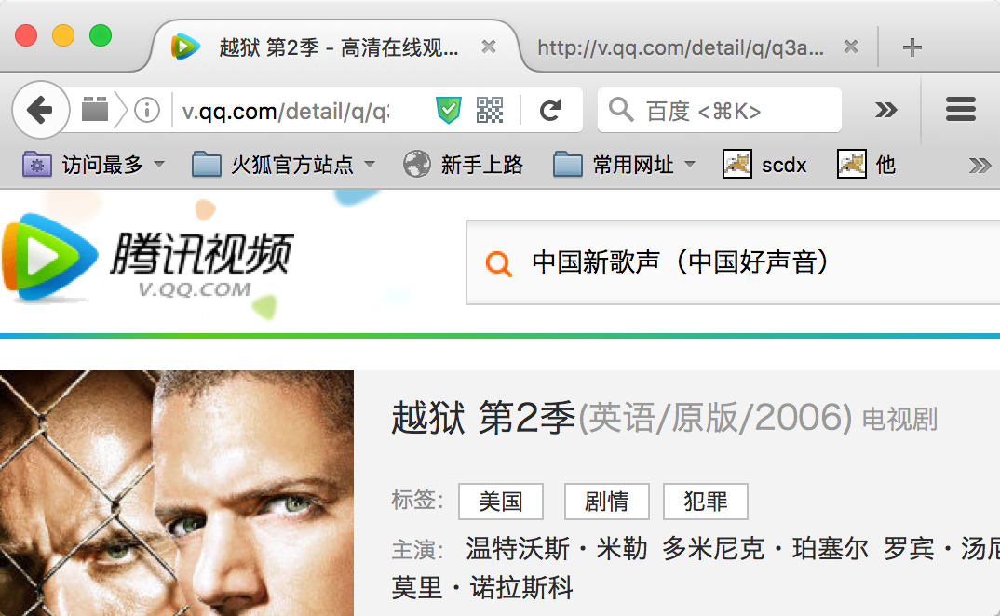 越狱 第2季 - 高清在线观... http://v.qq.com/detail/q/q3a...
v.qq.com/detail/q/q 百度 <⌘K>
访问最多 火狐官方站点 新手上路 常用网址 scdx 他
腾讯视频
V.QQ.COM
中国新歌声（中国好声音）
越狱 第2季(英语/原版/2006) 电视剧
标签: 美国 剧情 犯罪
主演: 温特沃斯·米勒 多米尼克·珀塞尔 罗宾·汤
莫里·诺拉斯科